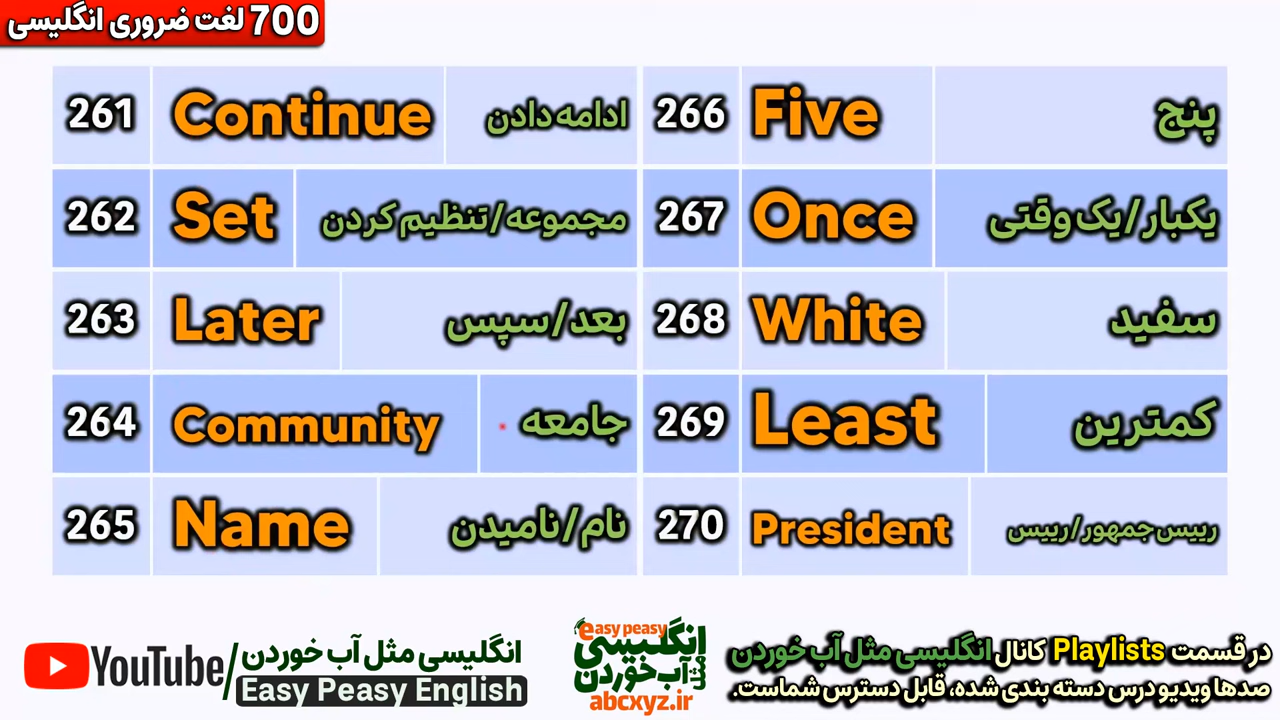 700 لغت ضروری انگلیسی
261 Continue ادامه دادن
262 Set مجموعه/تنظیم کردن
263 Later بعد/سپس
264 Community جامعه
265 Name نام/نامیدن
266 Five پنج
267 Once یکبار/یک وقتی
268 White سفید
269 Least کمترین
270 President رییس جمهور/رییس
YouTube/انگلیسی مثل آب خوردن
Easy Peasy English
easy peasy
انگلیسی
مثل آب خوردن
abcxyz.ir
در قسمت Playlists کانال انگلیسی مثل آب خوردن
صدها ویدیو درس دسته بندی شده، قابل دسترس شماست.